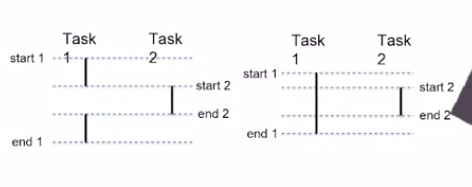 Task
1
Task
2
start 1
start 2
end 2
end 1
Task
1
Task
2
start 1
start 2
end 2
end 1